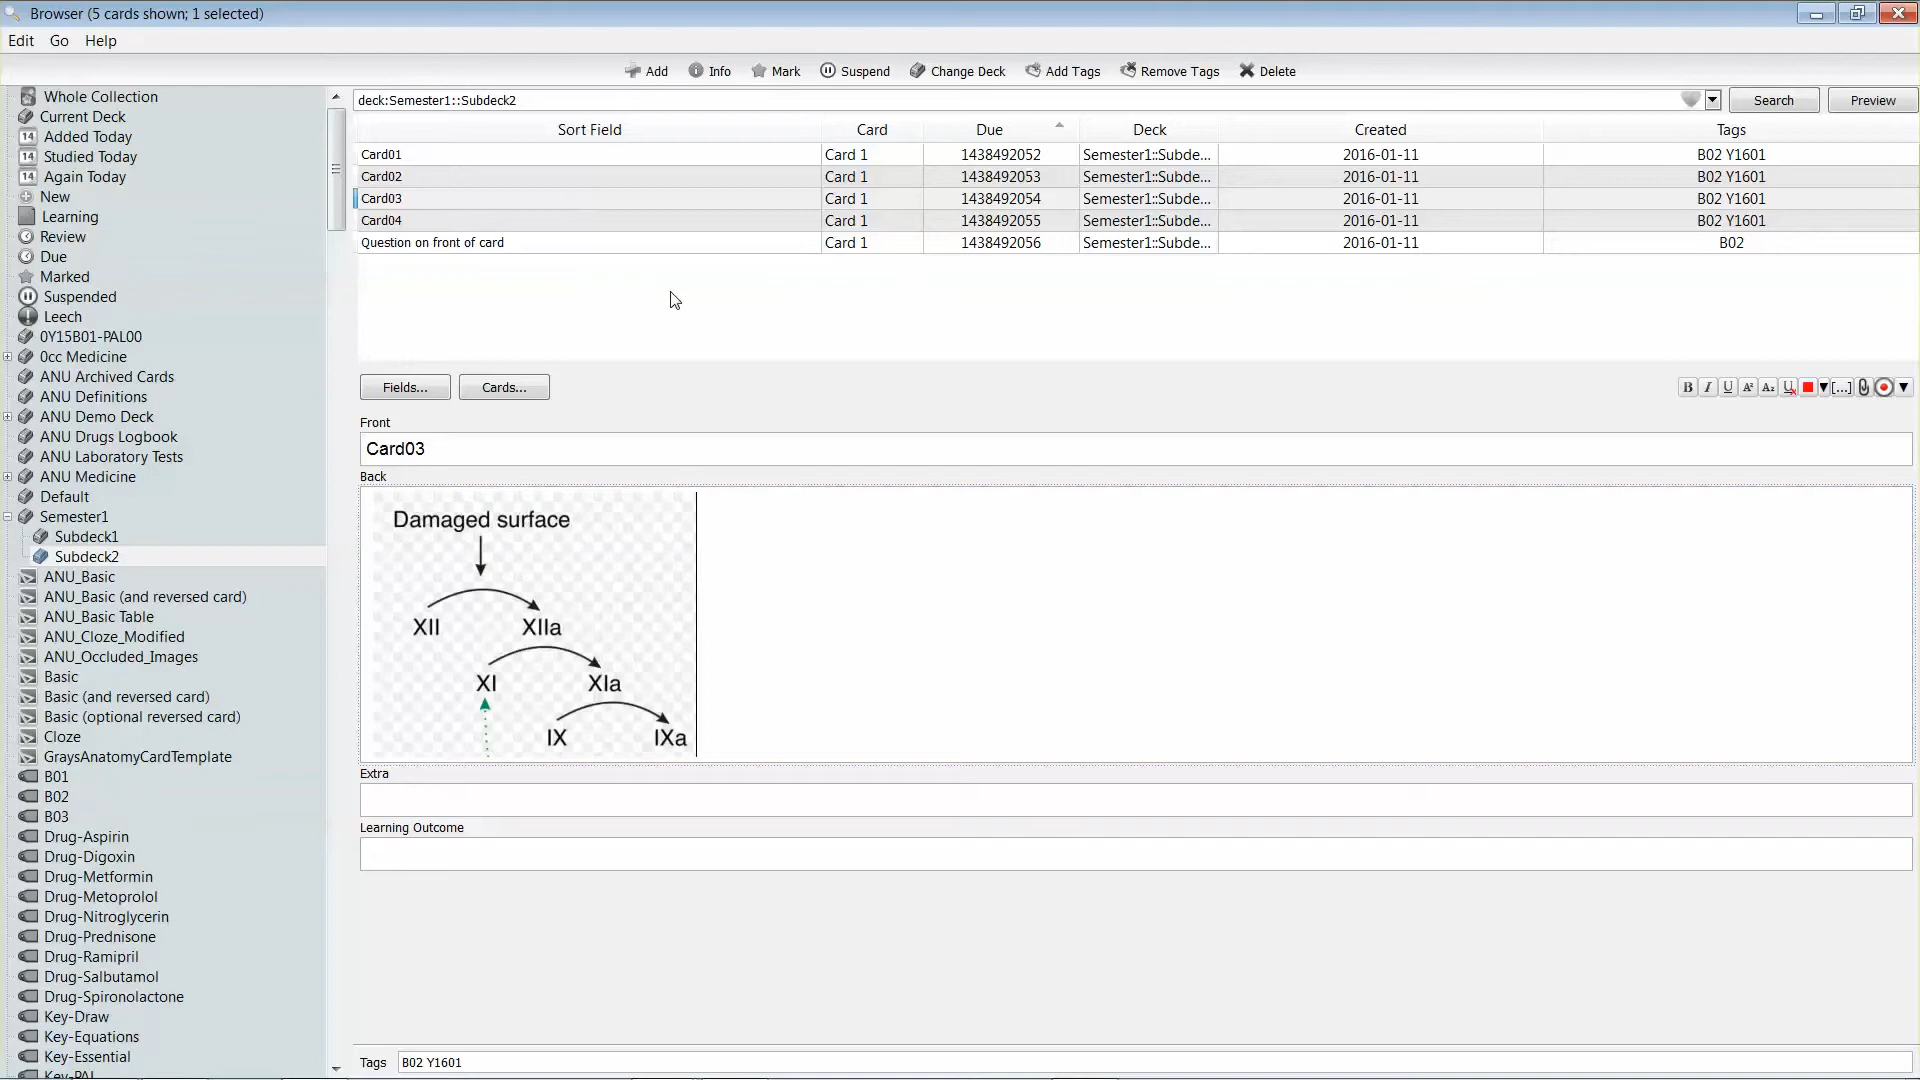 Browser (5 cards shown; 1 selected)
Edit Go Help
Add Info Mark Suspend Change Deck Add Tags Remove Tags Delete
Whole Collection
Current Deck
14 Added Today
14 Studied Today
14 Again Today
New
Learning
Review
Due
Marked
Suspended
Leech
0Y15B01-PAL00
0cc Medicine
ANU Archived Cards
ANU Definitions
ANU Demo Deck
ANU Drugs Logbook
ANU Laboratory Tests
ANU Medicine
Default
Semester1
Subdeck1
Subdeck2
ANU_Basic
ANU_Basic (and reversed card)
ANU_Basic Table
ANU_Cloze_Modified
ANU_Occluded_Images
Basic
Basic (and reversed card)
Basic (optional reversed card)
Cloze
GraysAnatomyCardTemplate
B01
B02
B03
Drug-Aspirin
Drug-Digoxin
Drug-Metformin
Drug-Metoprolol
Drug-Nitroglycerin
Drug-Prednisone
Drug-Ramipril
Drug-Salbutamol
Drug-Spironolactone
Key-Draw
Key-Equations
Key-Essential
Key-PAL
deck:Semester1::Subdeck2 Search Preview
Sort Field Card Due Deck Created Tags
Card01 Card 1 1438492052 Semester1::Subde... 2016-01-11 B02 Y1601
Card02 Card 1 1438492053 Semester1::Subde... 2016-01-11 B02 Y1601
Card03 Card 1 1438492054 Semester1::Subde... 2016-01-11 B02 Y1601
Card04 Card 1 1438492055 Semester1::Subde... 2016-01-11 B02 Y1601
Question on front of card Card 1 1438492056 Semester1::Subde... 2016-01-11 B02
Fields... Cards... B I U A² A₂ U [...]
Front
Card03
Back
Damaged surface
XII XIIa
XI XIa
IX IXa
Extra
Learning Outcome
Tags B02 Y1601